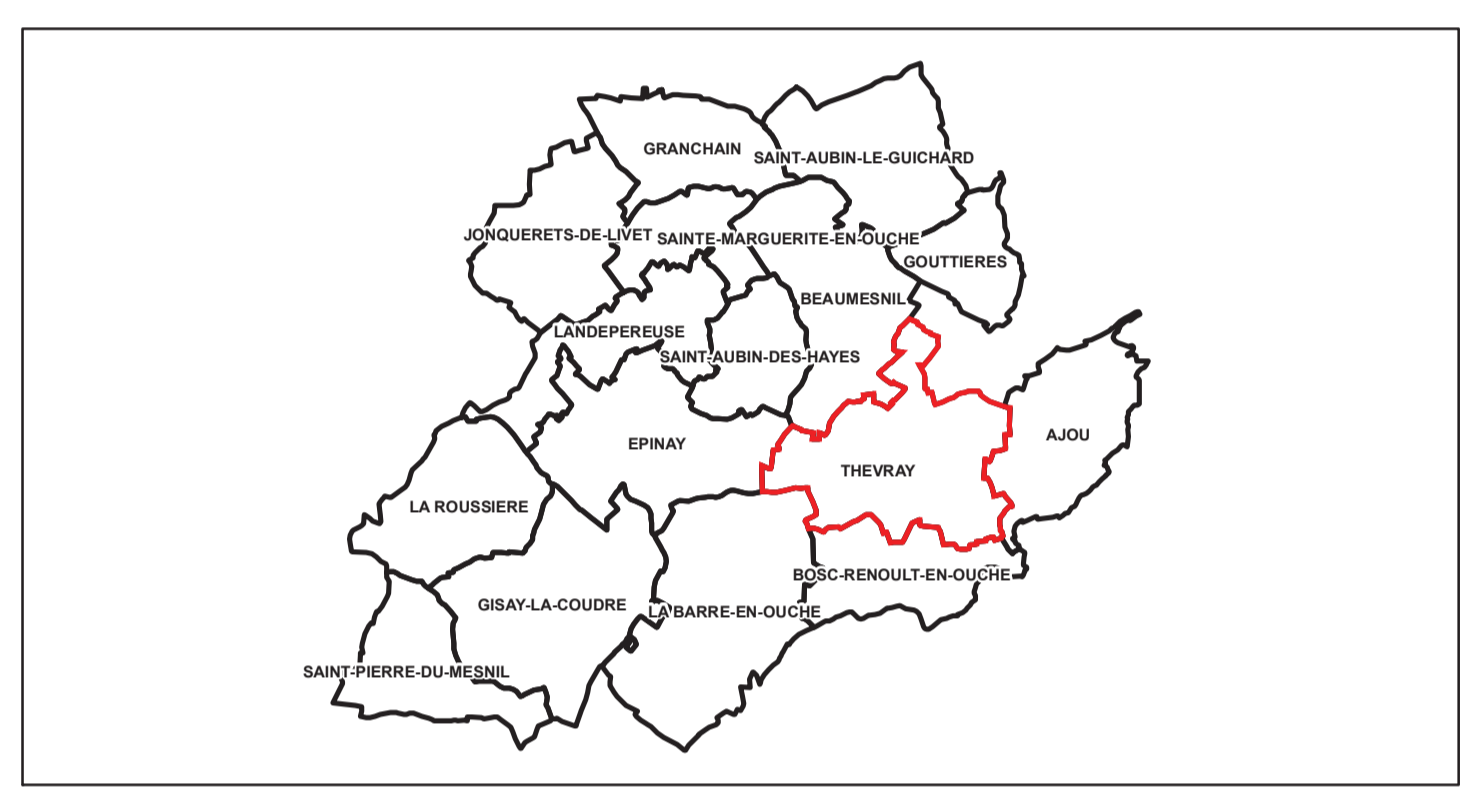 GRANCHAIN
SAINT-AUBIN-LE-GUICHARD
JONQUERETS-DE-LIVET
SAINTE-MARGUERITE-EN-OUCHE
GOUTTIERES
BEAUMESNIL
LANDEPEREUSE
SAINT-AUBIN-DES-HAYES
AJOU
EPINAY
THEVRAY
LA ROUSSIERE
BOSC-RENOULT-EN-OUCHE
GISAY-LA-COUDRE
LA BARRE-EN-OUCHE
SAINT-PIERRE-DU-MESNIL